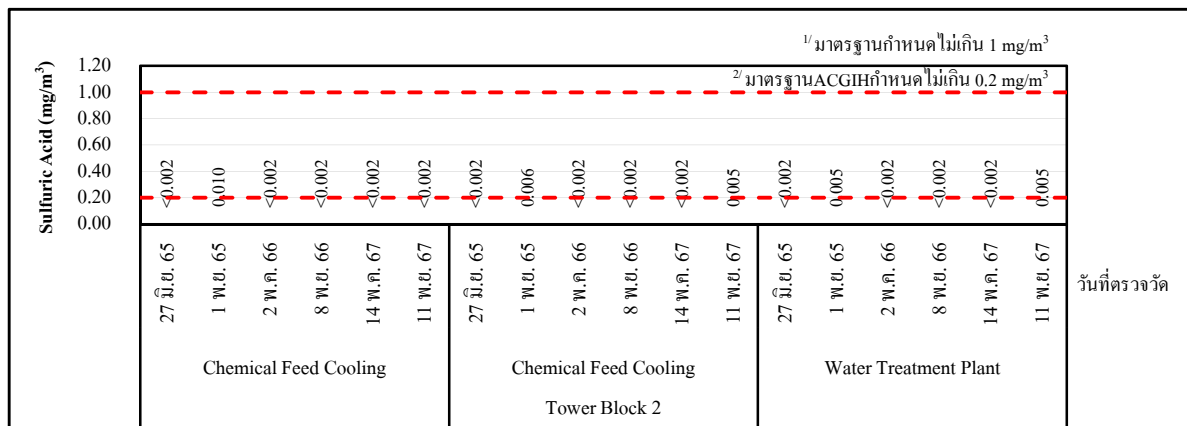 1/ มาตรฐานกำหนดไม่เกิน 1 mg/m³
2/ มาตรฐานACGIHกำหนดไม่เกิน 0.2 mg/m³
Sulfuric Acid (mg/m³)
1.20
1.00
0.80
0.60
0.40
0.20
0.00
<0.002 0.010 <0.002 <0.002 <0.002 <0.002 <0.002 0.006 <0.002 <0.002 <0.002 0.005 <0.002 0.005 <0.002 <0.002 <0.002 0.005
27 มิ.ย. 65 1 พ.ย. 65 2 พ.ค. 66 8 พ.ย. 66 14 พ.ค. 67 11 พ.ย. 67 27 มิ.ย. 65 1 พ.ย. 65 2 พ.ค. 66 8 พ.ย. 66 14 พ.ค. 67 11 พ.ย. 67 27 มิ.ย. 65 1 พ.ย. 65 2 พ.ค. 66 8 พ.ย. 66 14 พ.ค. 67 11 พ.ย. 67
วันที่ตรวจวัด
Chemical Feed Cooling
Chemical Feed Cooling
Tower Block 2
Water Treatment Plant